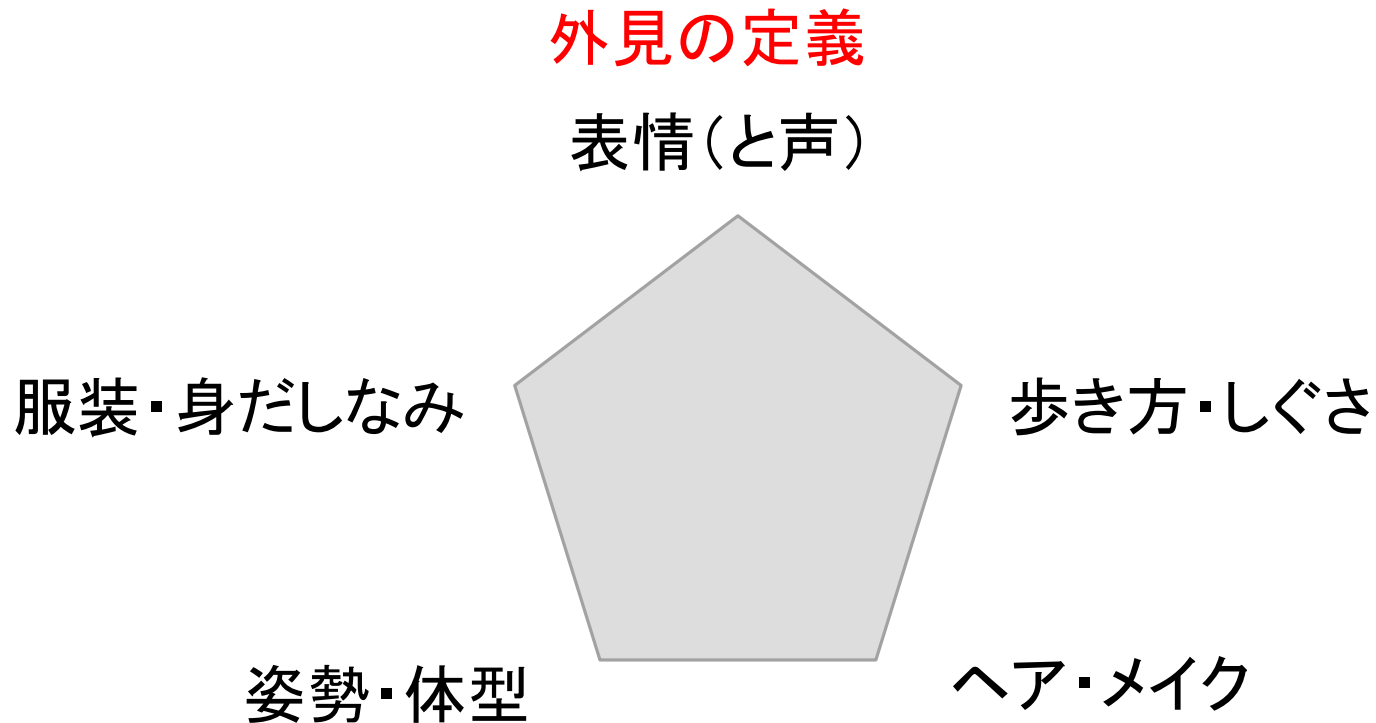 外見の定義
表情(と声)
服装・身だしなみ
歩き方・しぐさ
姿勢・体型
ヘア・メイク